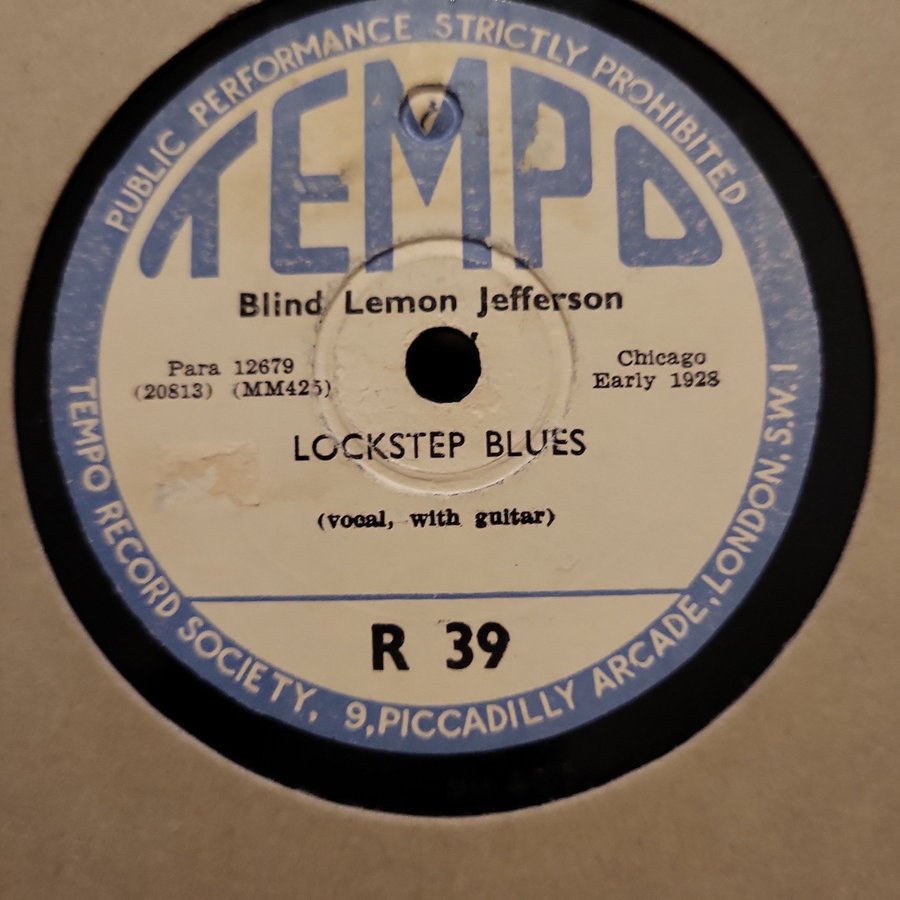 PUBLIC PERFORMANCE STRICTLY PROHIBITED
TEMPO
Blind Lemon Jefferson
Para 12679
(20813) (MM425)
Chicago
Early 1928
LOCKSTEP BLUES
(vocal, with guitar)
R 39
TEMPO RECORD SOCIETY, 9, PICCADILLY ARCADE, LONDON, S.W.1